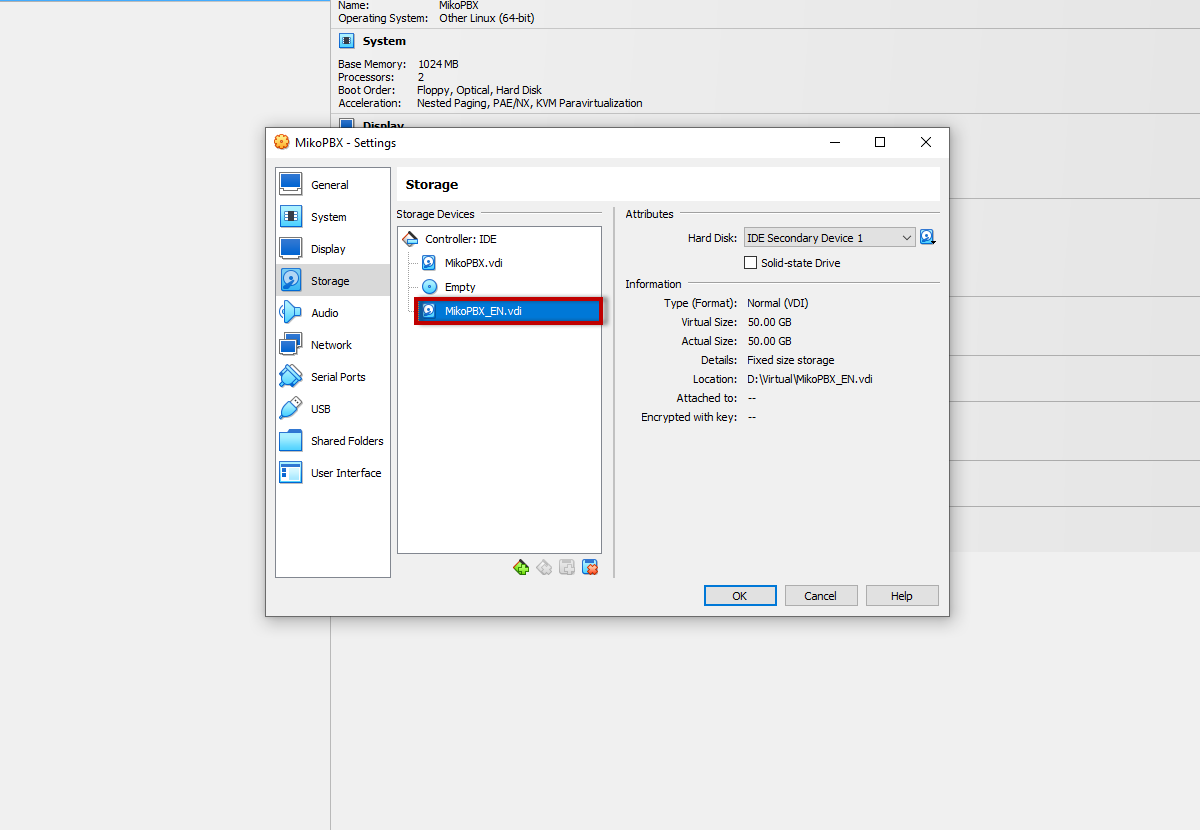 Name: MikoPBX
Operating System: Other Linux (64-bit)
System
Base Memory: 1024 MB
Processors: 2
Boot Order: Floppy, Optical, Hard Disk
Acceleration: Nested Paging, PAE/NX, KVM Paravirtualization
Display
MikoPBX - Settings
General
System
Display
Storage
Audio
Network
Serial Ports
USB
Shared Folders
User Interface
Storage
Storage Devices
Controller: IDE
MikoPBX.vdi
Empty
MikoPBX_EN.vdi
Attributes
Hard Disk: IDE Secondary Device 1
Solid-state Drive
Information
Type (Format): Normal (VDI)
Virtual Size: 50.00 GB
Actual Size: 50.00 GB
Details: Fixed size storage
Location: D:\Virtual\MikoPBX_EN.vdi
Attached to: --
Encrypted with key: --
OK Cancel Help